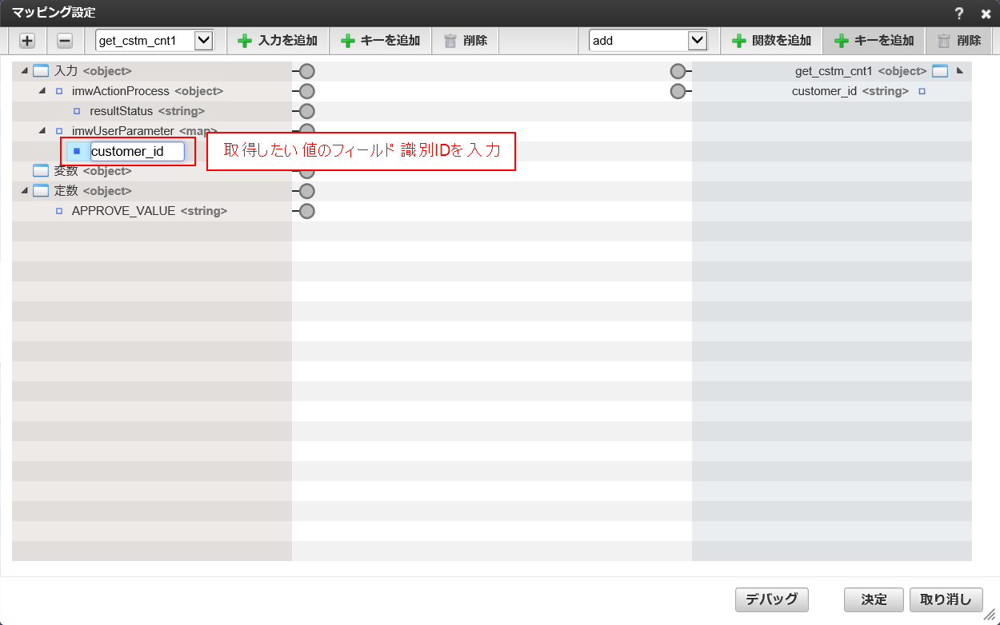 マッピング設定
?
get_cstm_cnt1 入力を追加 キーを追加 削除 add 関数を追加 キーを追加 削除
入力 <object> get_cstm_cnt1 <object>
imwActionProcess <object> customer_id <string>
resultStatus <string>
imwUserParameter <map>
customer_id
取得したい値のフィールド識別IDを入力
変数 <object>
定数 <object>
APPROVE_VALUE <string>
デバッグ 決定 取り消し